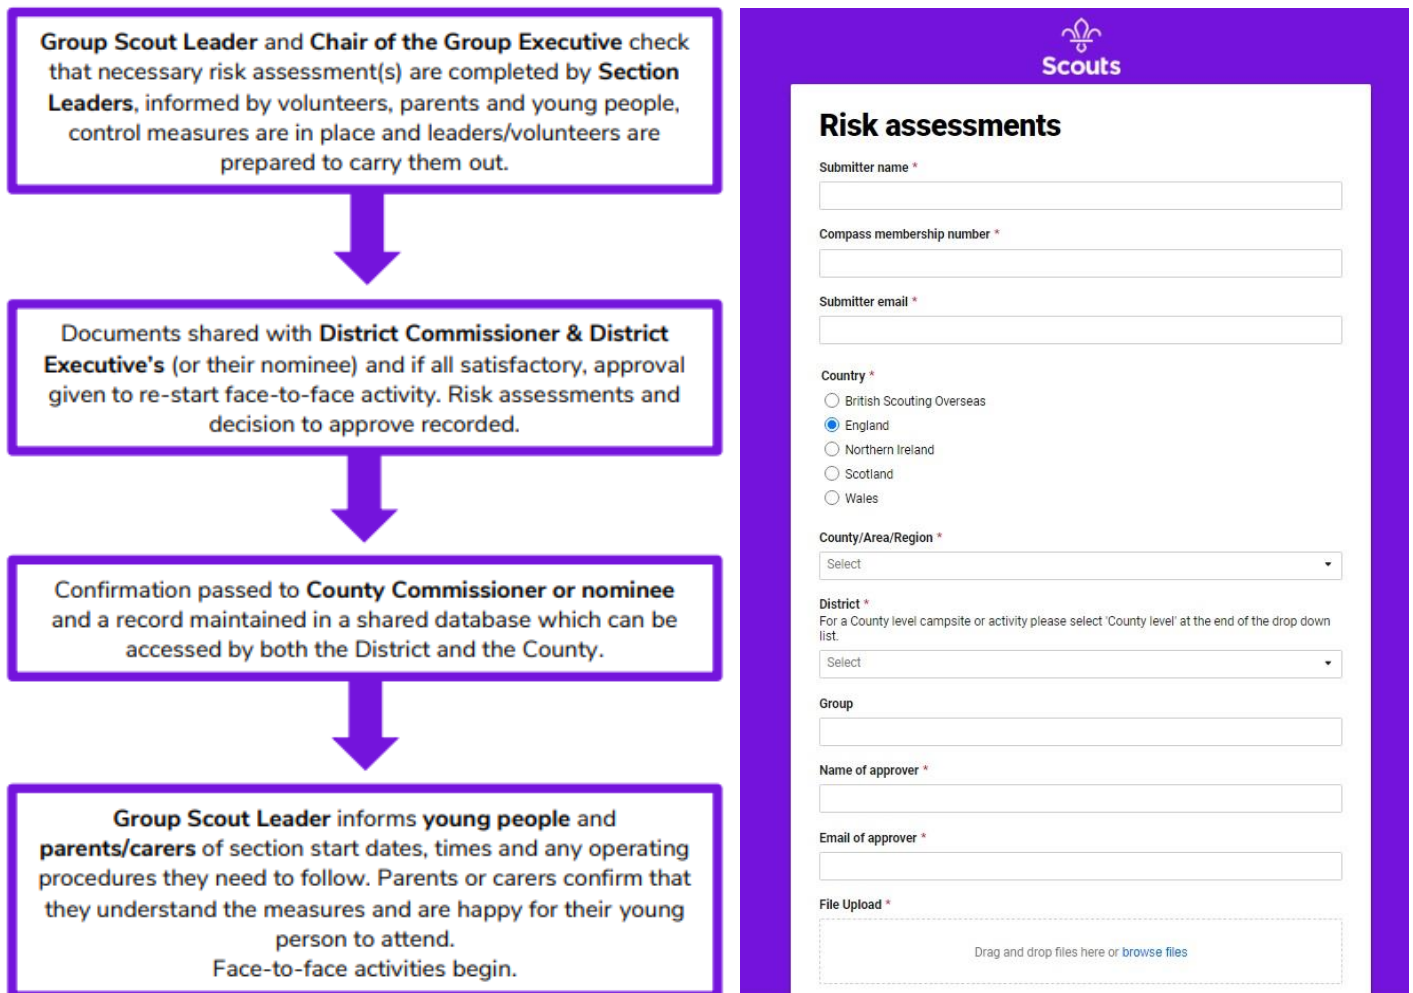 Group Scout Leader and Chair of the Group Executive check
that necessary risk assessment(s) are completed by Section
Leaders, informed by volunteers, parents and young people,
control measures are in place and leaders/volunteers are
prepared to carry them out.
Documents shared with District Commissioner & District
Executive's (or their nominee) and if all satisfactory, approval
given to re-start face-to-face activity. Risk assessments and
decision to approve recorded.
Confirmation passed to County Commissioner or nominee
and a record maintained in a shared database which can be
accessed by both the District and the County.
Group Scout Leader informs young people and
parents/carers of section start dates, times and any operating
procedures they need to follow. Parents or carers confirm that
they understand the measures and are happy for their young
person to attend.
Face-to-face activities begin.
Scouts
Risk assessments
Submitter name *
Compass membership number *
Submitter email *
Country *
British Scouting Overseas
England
Northern Ireland
Scotland
Wales
County/Area/Region *
Select
District *
For a County level campsite or activity please select 'County level' at the end of the drop down
list.
Select
Group
Name of approver *
Email of approver *
File Upload *
Drag and drop files here or browse files